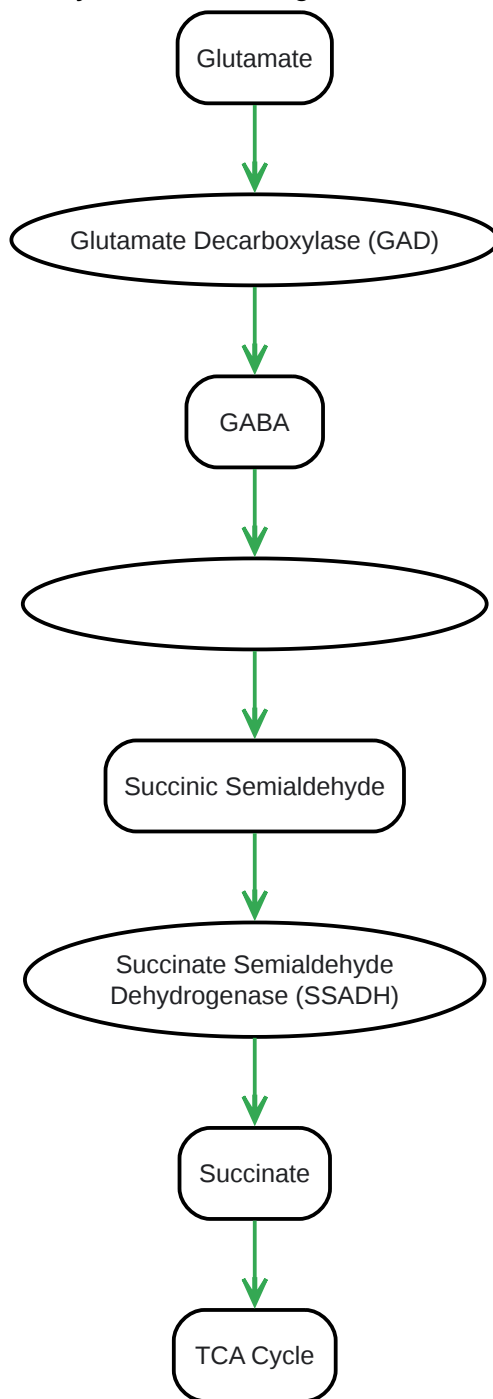 Glutamate
Glutamate Decarboxylase (GAD)
GABA
Succinic Semialdehyde
Succinate Semialdehyde
Dehydrogenase (SSADH)
Succinate
TCA Cycle